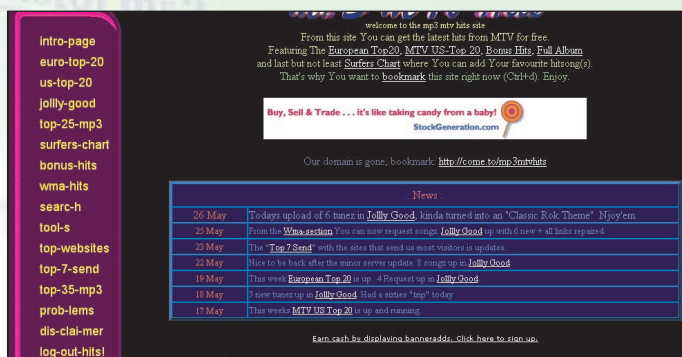 intro-page
euro-top-20
us-top-20
jollly-good
top-25-mp3
surfers-chart
bonus-hits
wma-hits
searc-h
tool-s
top-websites
top-7-send
top-35-mp3
prob-lems
dis-clai-mer
log-out-hits!
welcome to the mp3 mtv hits site
From this site You can get the latest hits from MTV for free.
Featuring The European Top20, MTV US-Top 20, Bonus Hits, Full Album
and last but not least Surfers Chart where You can add Your favourite hitsong(s).
That's why You want to bookmark this site right now (Ctrl+d). Enjoy.
Buy, Sell & Trade . . . it's like taking candy from a baby!
StockGeneration.com
Our domain is gone, bookmark: http://come.to/mp3mtvhits
.: News :.
26 May Todays upload of 6 tunez in Jollly Good, kinda turned into an "Classic Rok Theme" Njoy'em.
25 May From the Wma-section You can now request songz. Jollly Good up with 6 new + all links repaired.
23 May The "Top 7 Send" with the sites that send us most visitors is updates.
22 May Nice to be back after the minor server update. 8 songz up in Jollly Good.
19 May This week European Top 20 is up. 4 Request up in Jollly Good.
18 May 5 new tunez up in Jollly Good. Had a sixties "trip" today
17 May This weeks MTV US Top 20 is up and running.
Earn cash by displaying banneradds. Click here to sign up.